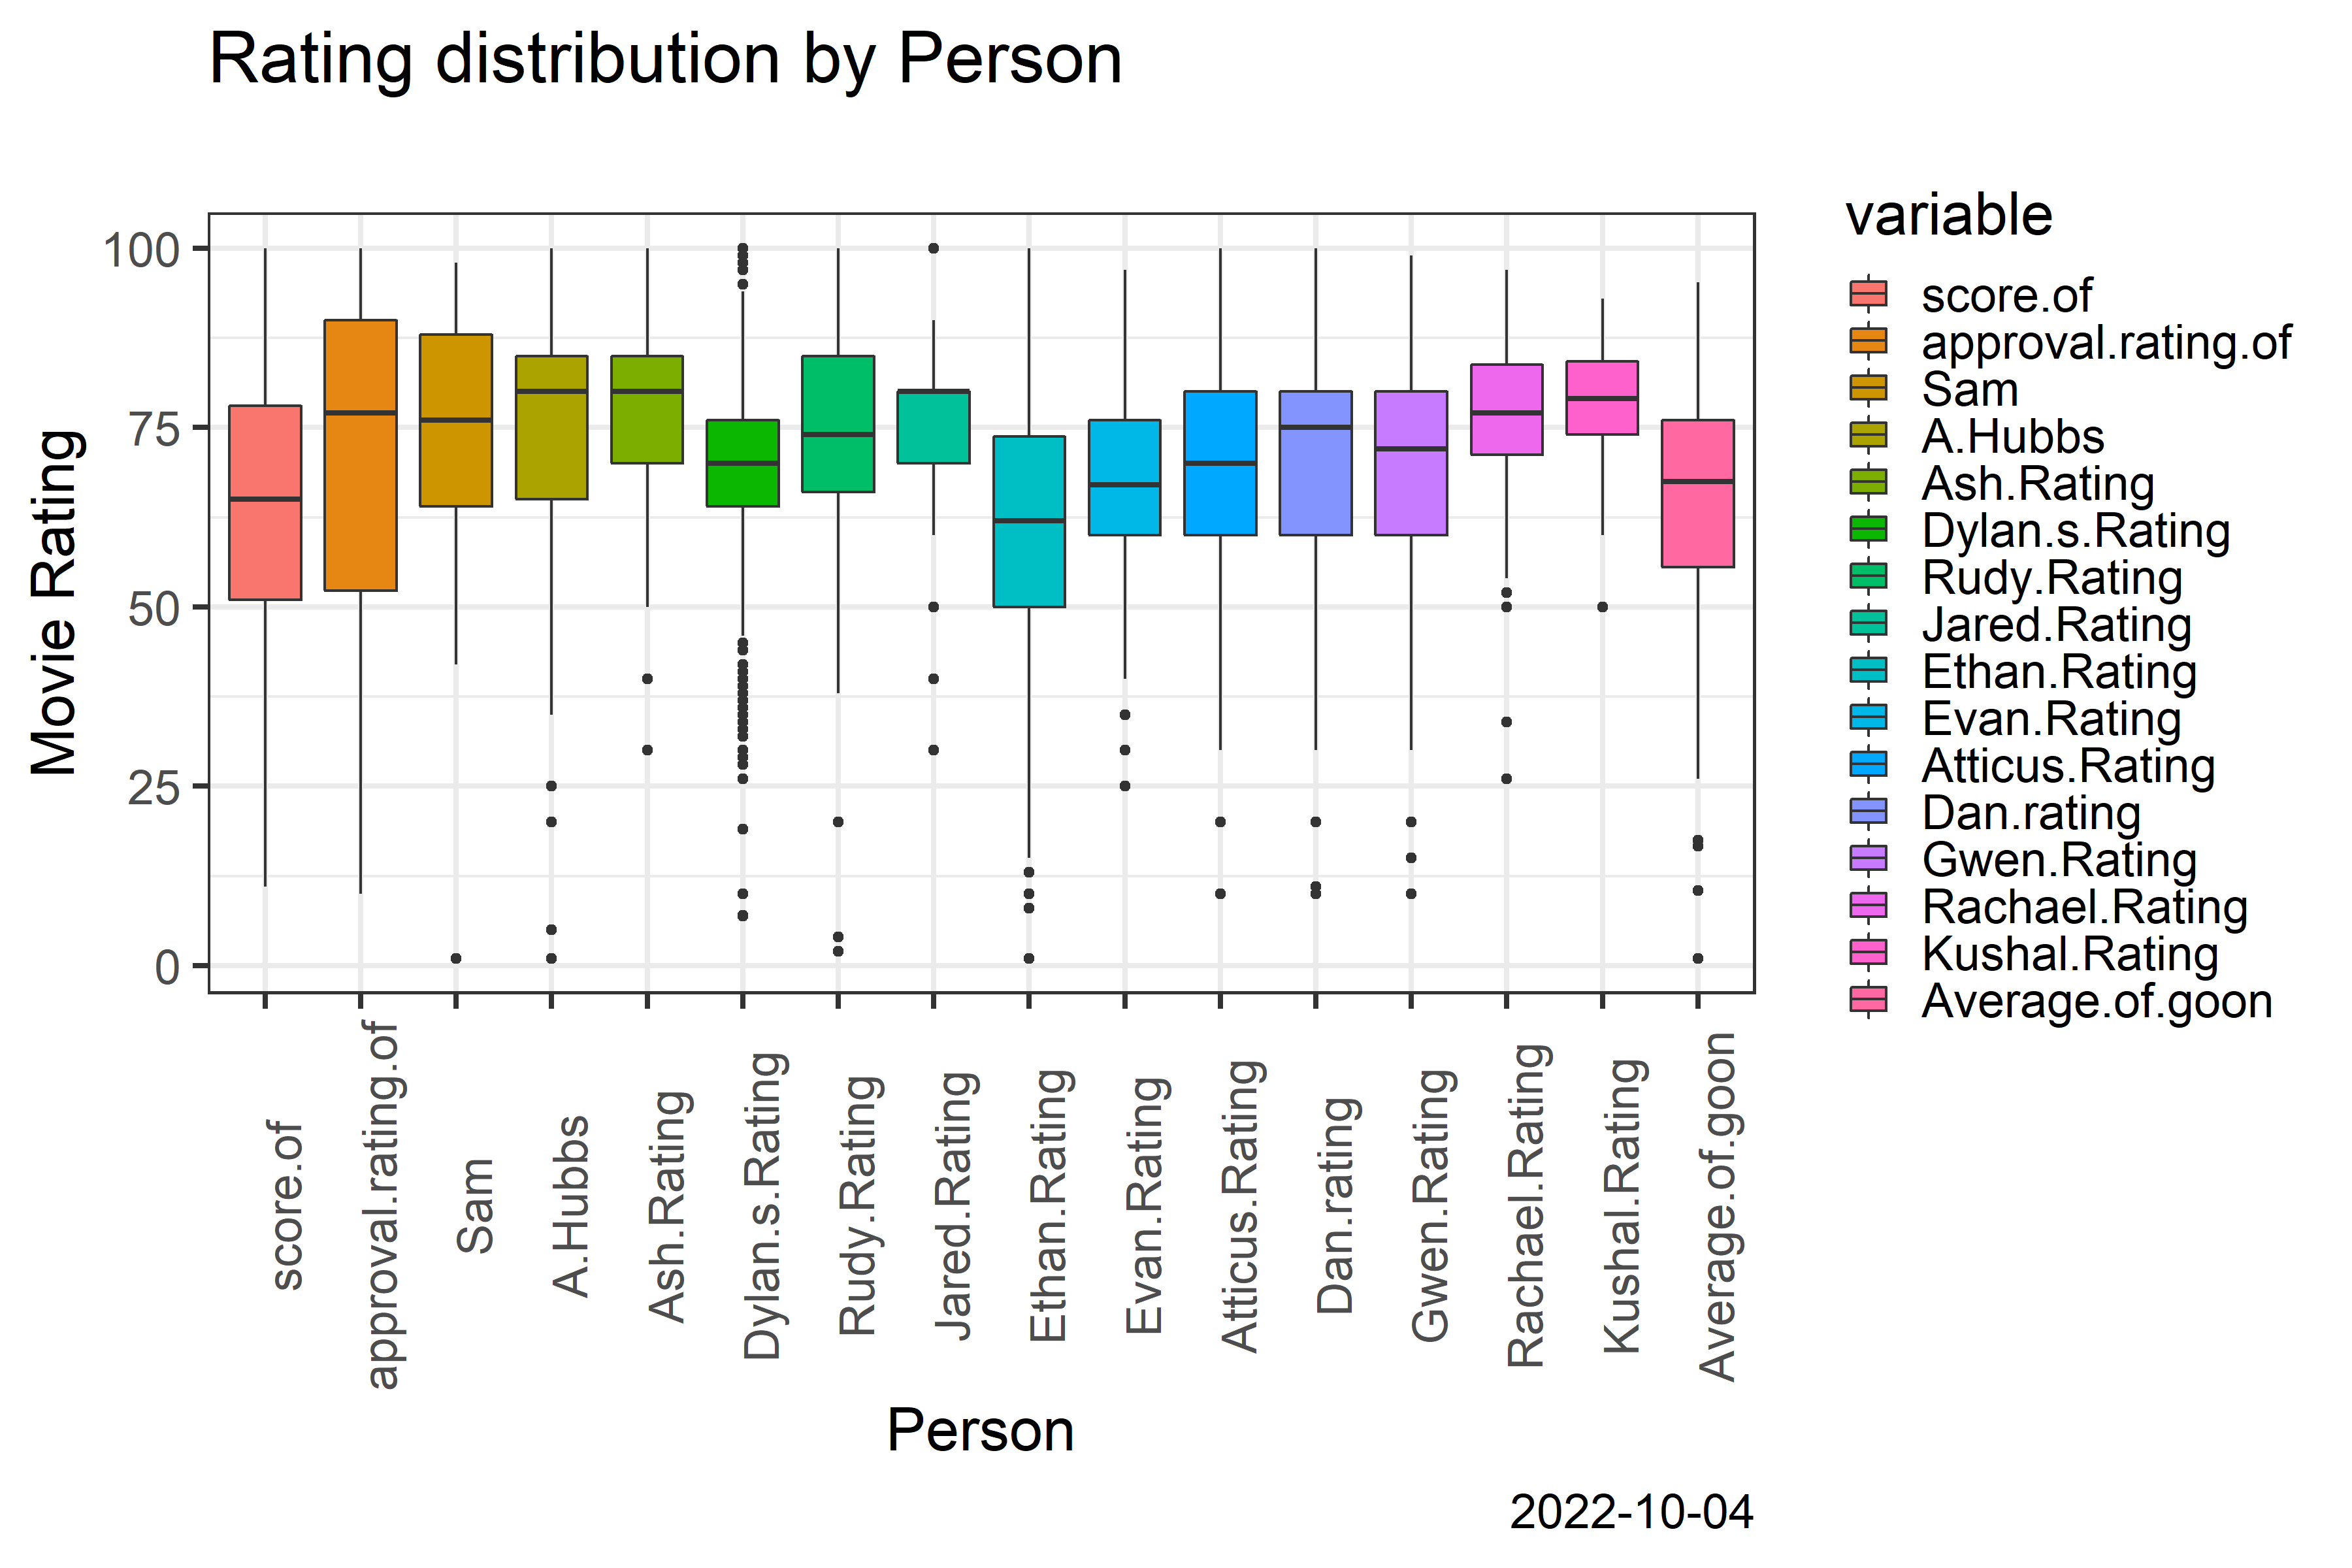 Rating distribution by Person
Movie Rating
100
75
50
25
0
score.of
approval.rating.of
Sam
A.Hubbs
Ash.Rating
Dylan.s.Rating
Rudy.Rating
Jared.Rating
Ethan.Rating
Evan.Rating
Atticus.Rating
Dan.rating
Gwen.Rating
Rachael.Rating
Kushal.Rating
Average.of.goon
Person
variable
score.of
approval.rating.of
Sam
A.Hubbs
Ash.Rating
Dylan.s.Rating
Rudy.Rating
Jared.Rating
Ethan.Rating
Evan.Rating
Atticus.Rating
Dan.rating
Gwen.Rating
Rachael.Rating
Kushal.Rating
Average.of.goon
2022-10-04